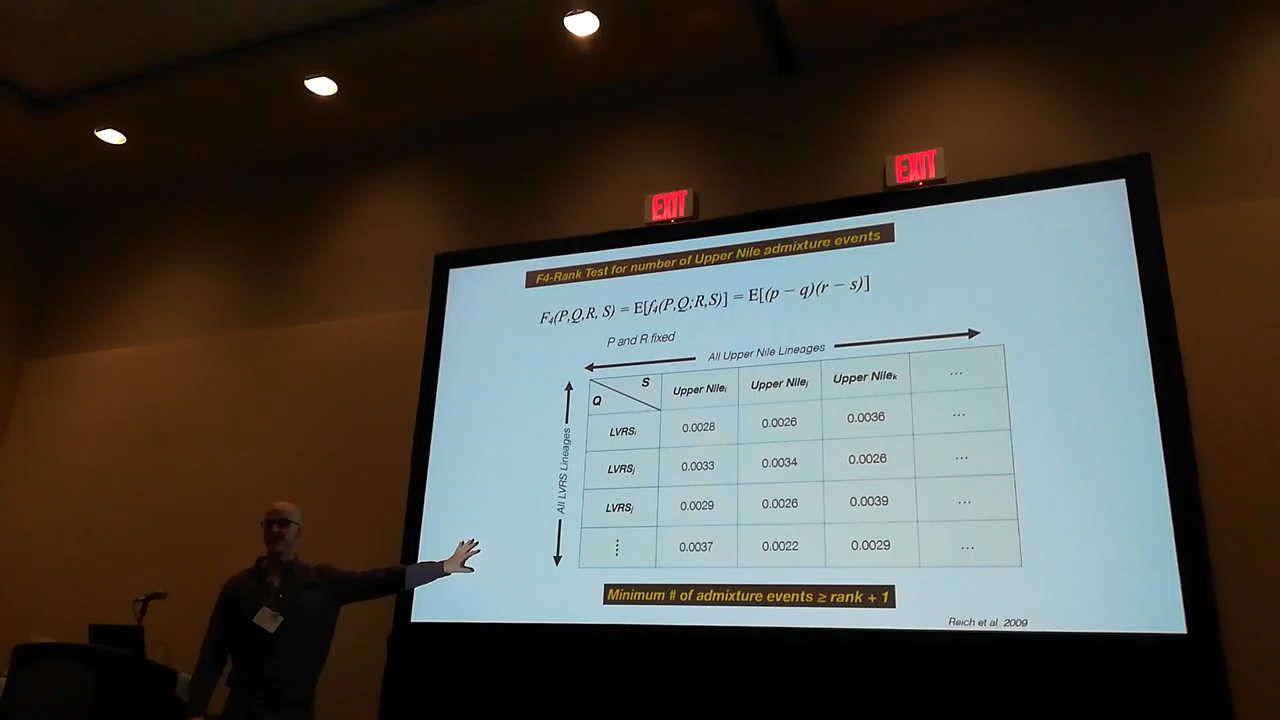 EXIT
EXIT
F4-Rank Test for number of Upper Nile admixture events
F₄(P,Q,R, S) = E[f₄(P,Q;R,S)] = E[(p − q)(r − s)]
P and R fixed
All Upper Nile Lineages
All LVRS Lineages
S
Q
Upper Nileᵢ Upper Nileⱼ Upper Nileₖ ...
LVRSᵢ 0.0028 0.0026 0.0036 ...
LVRSⱼ 0.0033 0.0034 0.0026 ...
LVRSⱼ 0.0029 0.0026 0.0039 ...
⋮ 0.0037 0.0022 0.0029 ...
Minimum # of admixture events ≥ rank + 1
Reich et al 2009